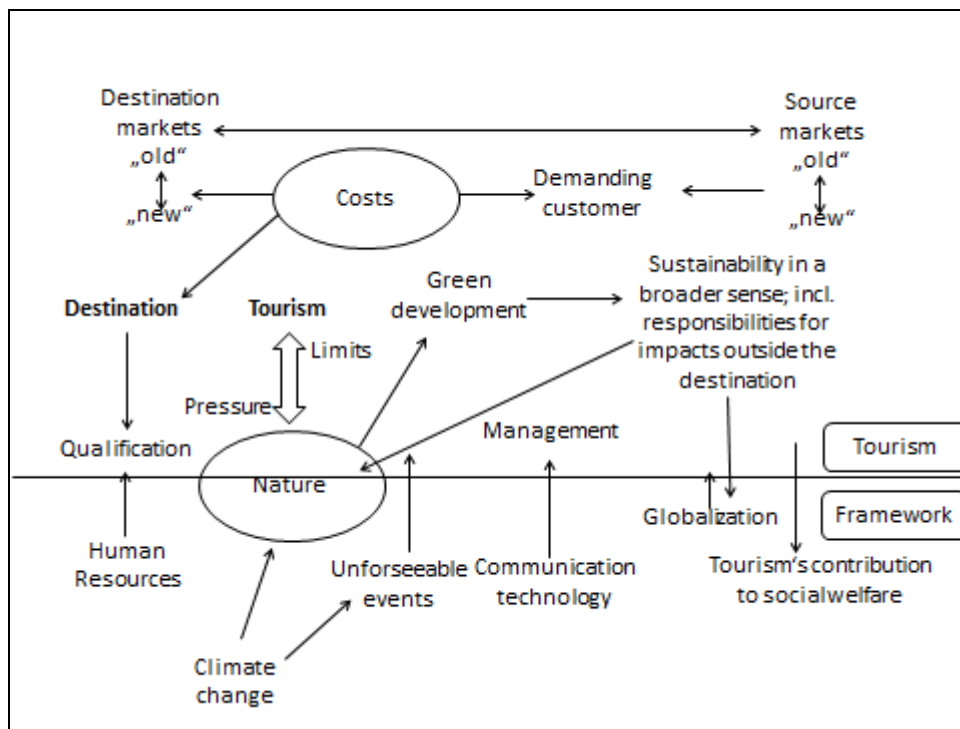 Destination
markets
„old“
„new“
Costs
Demanding
customer
Source
markets
„old“
„new“
Destination
Tourism
Limits
Pressure
Green
development
Sustainability in a
broader sense; incl.
responsibilities for
impacts outside the
destination
Qualification
Management
Tourism
Nature
Globalization
Framework
Human
Resources
Unforseeable
events
Communication
technology
Tourism's contribution
to social welfare
Climate
change